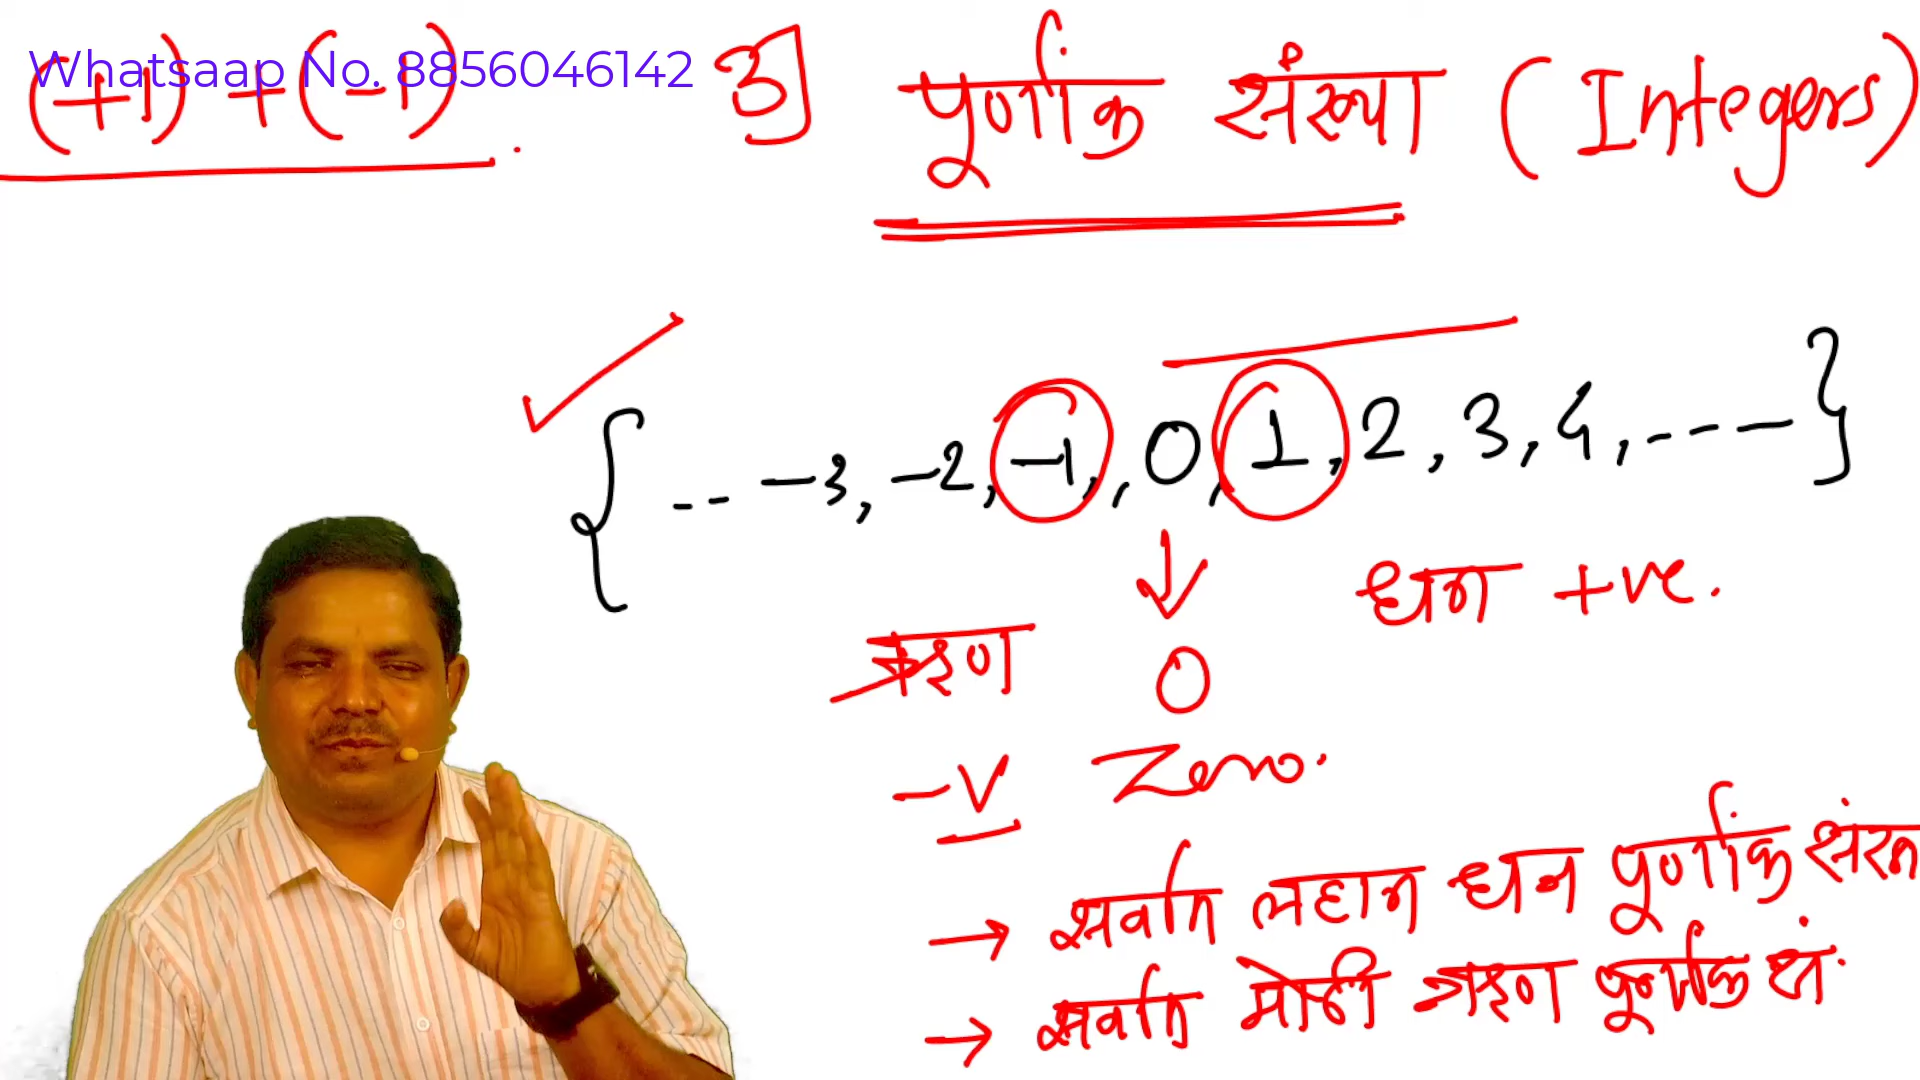 Whatsaap No. 8856046142
(+1) + (-1) .
3] पूर्णांक संख्या (Integers)
{ -- -3, -2, -1, , 0, 1, 2, 3, 4, ---- }
धन +ve.
ऋण 0
-v Zero.
→ सर्वात लहान धन पूर्णांक संख्या
→ सर्वात मोठी ऋण पूर्णांक सं.